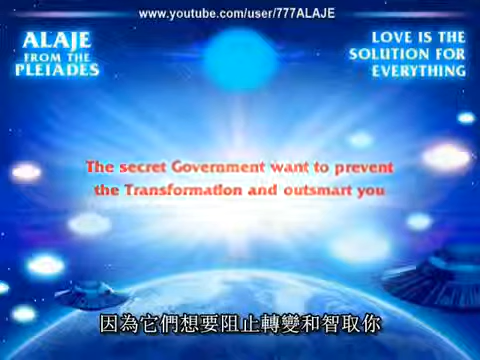 www.youtube.com/user/777ALAJE
ALAJE
FROM THE
PLEIADES
LOVE IS THE
SOLUTION FOR
EVERYTHING
The secret Government want to prevent
the Transformation and outsmart you
因為它們想要阻止轉變和智取你